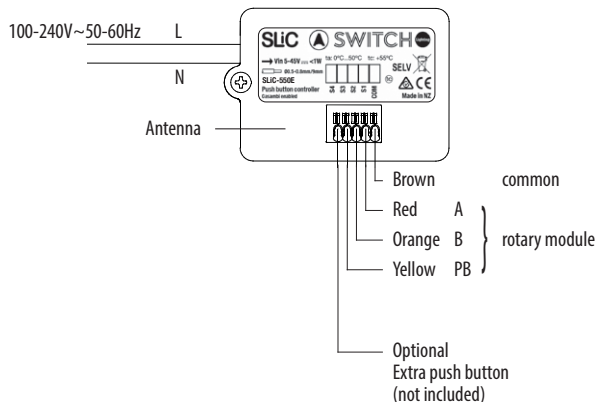 100-240V~50-60Hz L
N
SLiC SWITCH
Vin 5-45V <1W
ta: 0°C...50°C tc: +55°C
SELV
SLiC-550E
Push button controller
Casambi enabled
S4 S3 S2 S1 COM
Made in NZ
Antenna
Brown common
Red A
Orange B rotary module
Yellow PB
Optional
Extra push button
(not included)